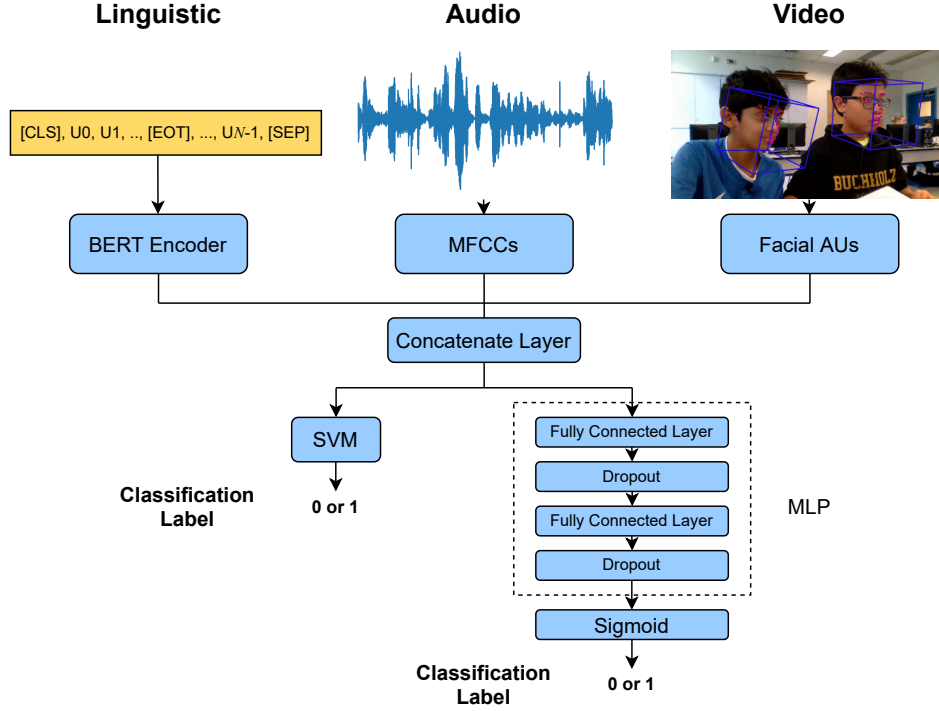 Linguistic
Audio
Video
[CLS], U0, U1, .., [EOT], ..., UN-1, [SEP]
BUCHHOLZ
BERT Encoder
MFCCs
Facial AUs
Concatenate Layer
SVM
Fully Connected Layer
Dropout
Fully Connected Layer
Dropout
MLP
Classification
Label
0 or 1
Sigmoid
Classification
Label
0 or 1